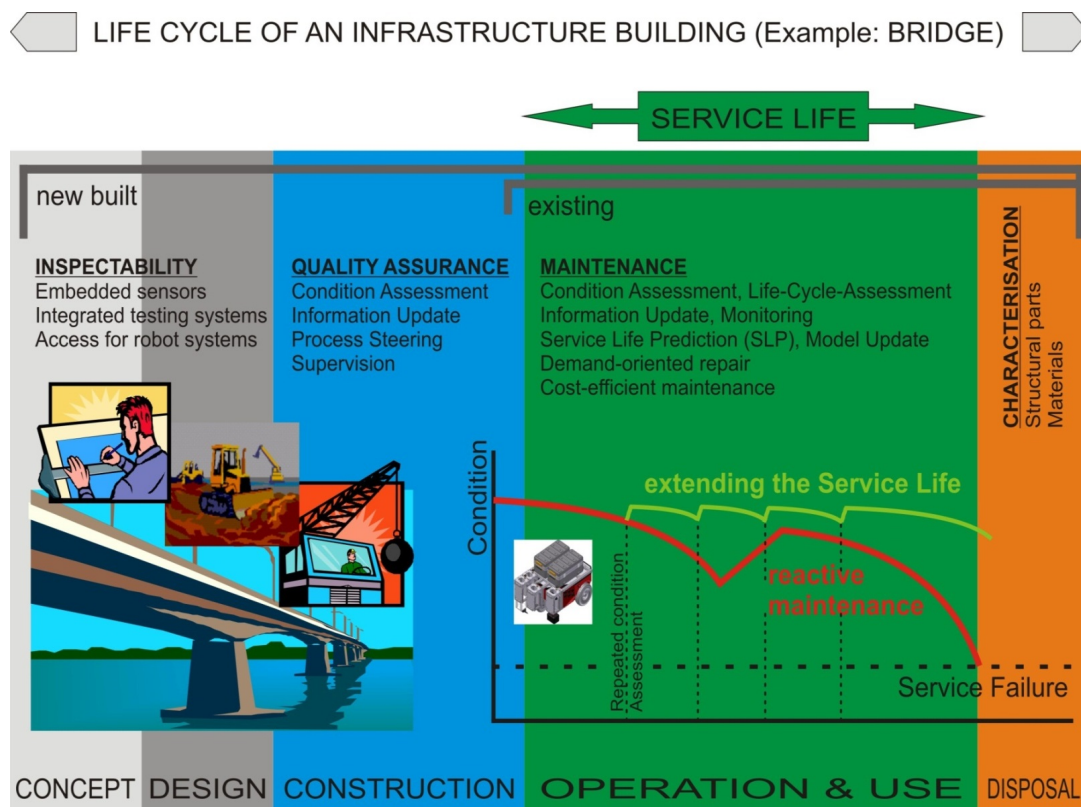 LIFE CYCLE OF AN INFRASTRUCTURE BUILDING (Example: BRIDGE)
SERVICE LIFE
new built
existing
INSPECTABILITY
Embedded sensors
Integrated testing systems
Access for robot systems
QUALITY ASSURANCE
Condition Assessment
Information Update
Process Steering
Supervision
MAINTENANCE
Condition Assessment, Life-Cycle-Assessment
Information Update, Monitoring
Service Life Prediction (SLP), Model Update
Demand-oriented repair
Cost-efficient maintenance
CHARACTERISATION
Structural parts
Materials
Condition
extending the Service Life
reactive
maintenance
Repeated condition
Assessment
Service Failure
CONCEPT
DESIGN
CONSTRUCTION
OPERATION & USE
DISPOSAL